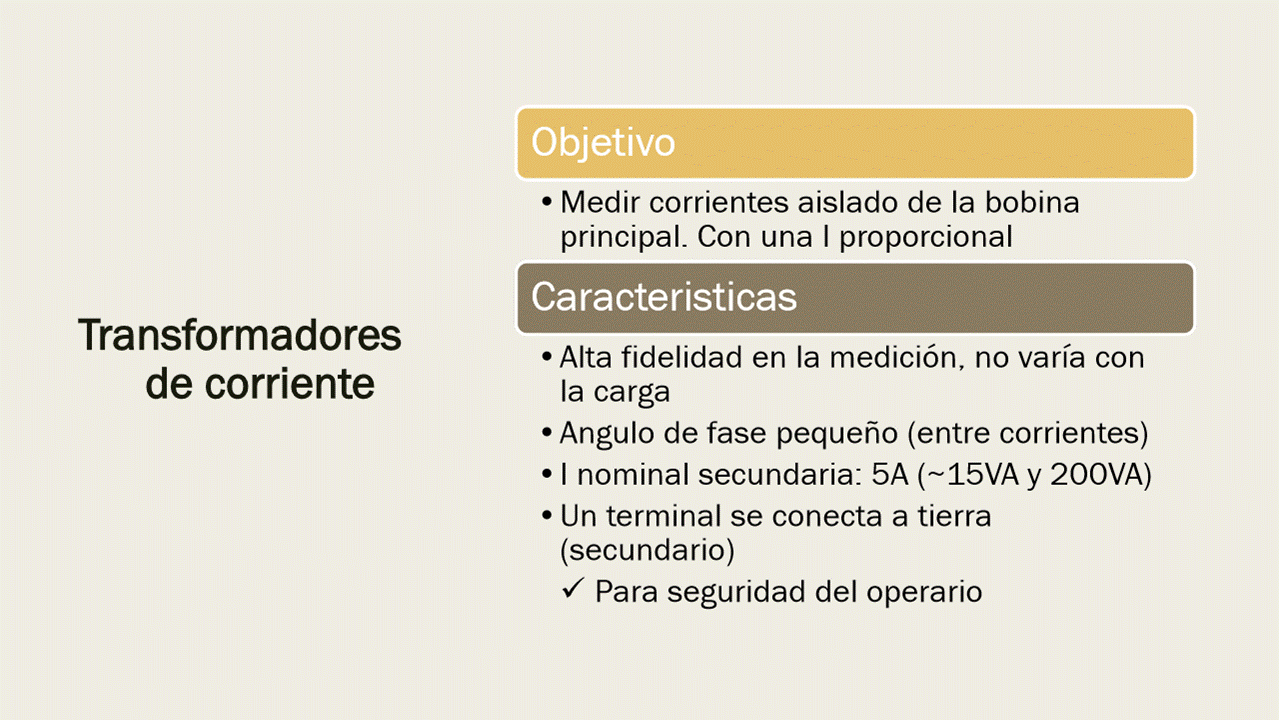 Transformadores
de corriente
Objetivo
• Medir corrientes aislado de la bobina
principal. Con una I proporcional
Caracteristicas
• Alta fidelidad en la medición, no varía con
la carga
• Angulo de fase pequeño (entre corrientes)
• I nominal secundaria: 5A (~15VA y 200VA)
• Un terminal se conecta a tierra
(secundario)
✓ Para seguridad del operario